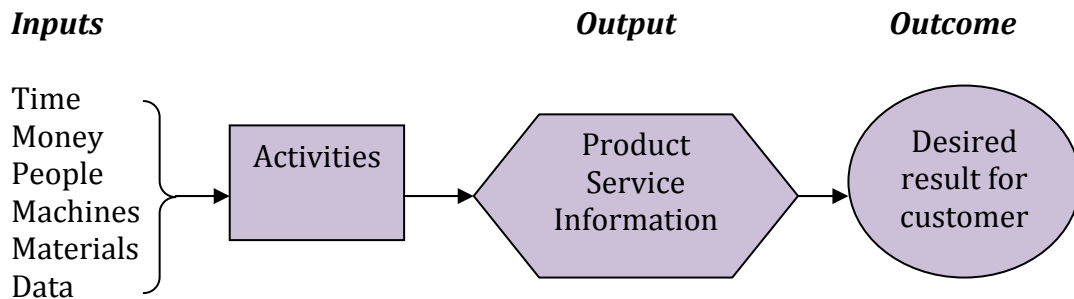 Inputs
Output
Outcome
Time
Money
People
Machines
Materials
Data
Activities
Product
Service
Information
Desired
result for
customer